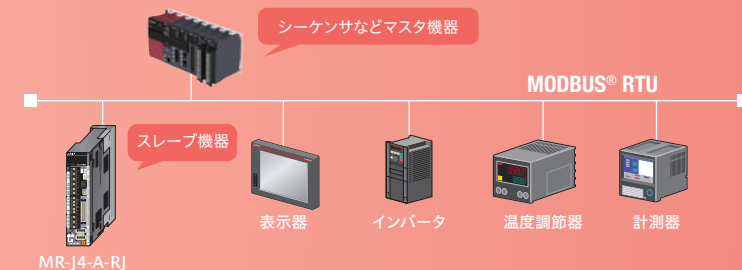 シーケンサなどマスタ機器
MODBUS® RTU
スレーブ機器
表示器
インバータ
温度調節器
計測器
MR-J4-A-RJ